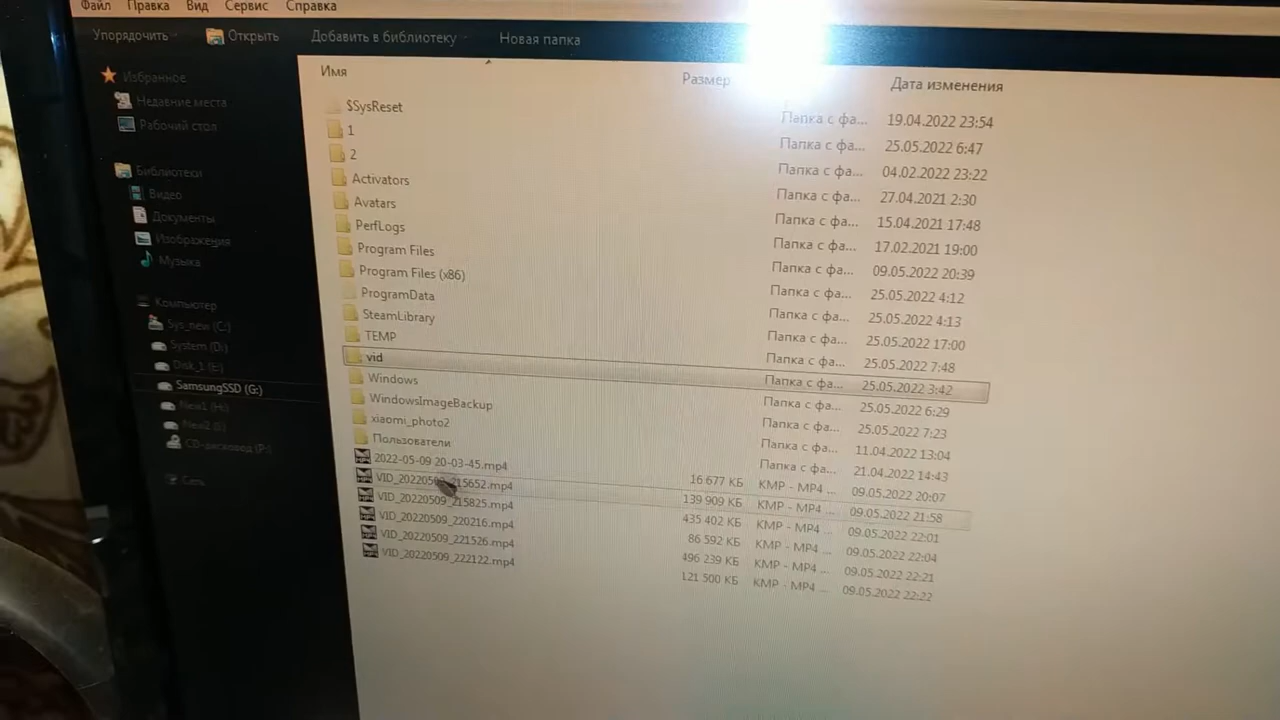 Файл Правка Вид Сервис Справка
Упорядочить Открыть Добавить в библиотеку Новая папка
Избранное
Недавние места
Рабочий стол
Библиотеки
Видео
Документы
Изображения
Музыка
Компьютер
Sys_new (C:)
System (D:)
Disk_1 (E:)
SamsungSSD (G:)
New1 (H:)
New2 (I:)
CD-дисковод (P:)
Сеть
Имя Размер Дата изменения
$SysReset Папка с фа... 19.04.2022 23:54
1 Папка с фа... 25.05.2022 6:47
2 Папка с фа... 04.02.2022 23:22
Activators Папка с фа... 27.04.2021 2:30
Avatars Папка с фа... 15.04.2021 17:48
PerfLogs Папка с фа... 17.02.2021 19:00
Program Files Папка с фа... 09.05.2022 20:39
Program Files (x86) Папка с фа... 25.05.2022 4:12
ProgramData Папка с фа... 25.05.2022 4:13
SteamLibrary Папка с фа... 25.05.2022 17:00
TEMP Папка с фа... 25.05.2022 7:48
vid Папка с фа... 25.05.2022 3:42
Windows Папка с фа... 25.05.2022 6:29
WindowsImageBackup Папка с фа... 25.05.2022 7:23
xiaomi_photo2 Папка с фа... 11.04.2022 13:04
Пользователи Папка с фа... 21.04.2022 14:43
2022-05-09 20-03-45.mp4 16 677 КБ KMP - MP4 ... 09.05.2022 20:07
VID_20220509_215652.mp4 139 909 КБ KMP - MP4 ... 09.05.2022 21:58
VID_20220509_215825.mp4 435 402 КБ KMP - MP4 ... 09.05.2022 22:01
VID_20220509_220216.mp4 86 592 КБ KMP - MP4 ... 09.05.2022 22:04
VID_20220509_221526.mp4 496 239 КБ KMP - MP4 ... 09.05.2022 22:21
VID_20220509_222122.mp4 121 500 КБ KMP - MP4 ... 09.05.2022 22:22